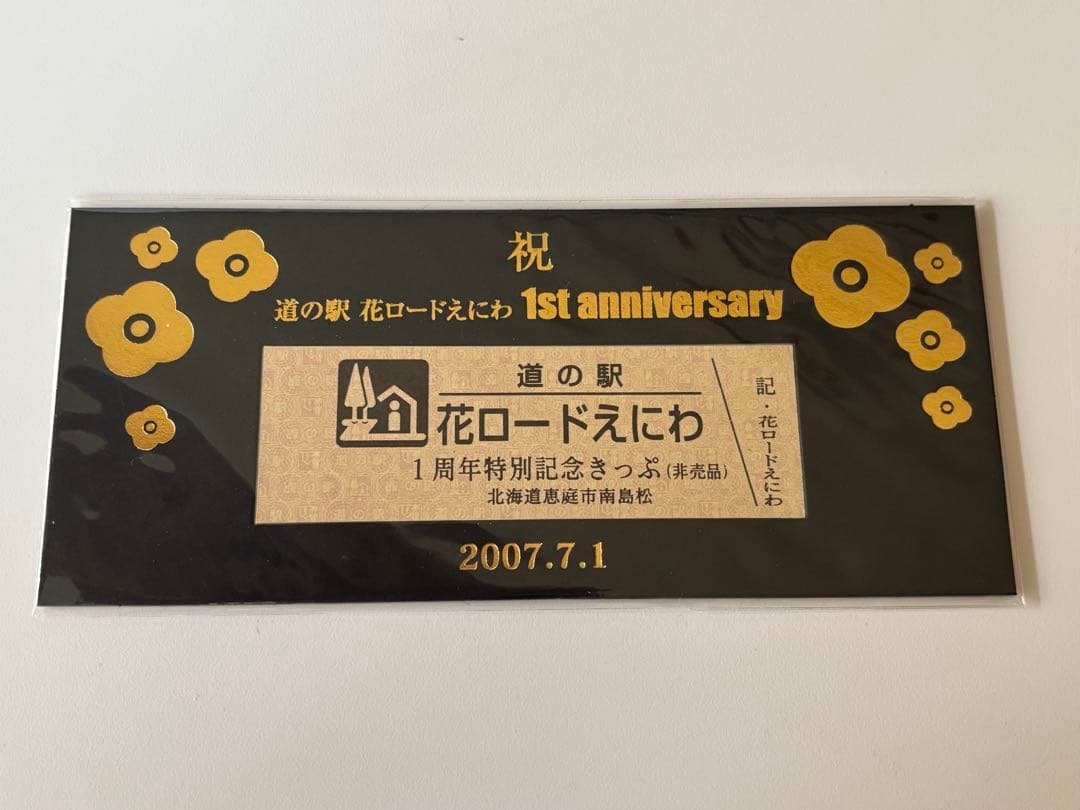 祝
道の駅 花ロードえにわ 1st anniversary
道の駅
花ロードえにわ
1周年特別記念きっぷ(非売品)
北海道恵庭市南島松
記・花ロードえにわ
2007.7.1